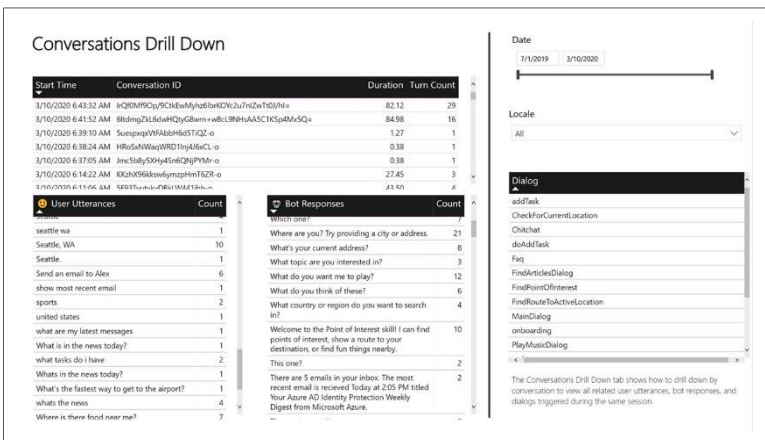 Conversations Drill Down
Start Time Conversation ID Duration Turn Count
3/10/2020 6:43:32 AM 82.12 29
3/10/2020 6:41:52 AM 84.98 16
3/10/2020 6:39:10 AM 5uespxqxVtFAbbH6d5TiQZ-o 1.27 1
3/10/2020 6:38:24 AM HRoSxNWaqWRD1Inj4J6xCL-o 0.38 1
3/10/2020 6:37:05 AM Jmc5b8y5XHy4Sn6QNjPYMr-o 0.38 1
3/10/2020 6:14:22 AM KKzhX96kksw6ymzpHmT6ZR-o 27.45 3
3/10/2020 6:11:06 AM 43.50 4
User Utterances Count
seattle 4
seattle wa 1
Seattle, WA 10
Seattle. 1
Send an email to Alex 6
show most recent email 1
sports 2
united states 1
what are my latest messages 1
What is in the news today? 1
what tasks do i have 2
Whats in the news today? 1
What's the fastest way to get to the airport? 1
whats the news 4
Where is there food near me? 7
Bot Responses Count
Which one? 7
Where are you? Try providing a city or address. 21
What's your current address? 8
What topic are you interested in? 3
What do you want me to play? 12
What do you think of these? 6
What country or region do you want to search 4
in?
Welcome to the Point of Interest skill! I can find 10
points of interest, show a route to your
destination, or find fun things nearby.
This one? 2
There are 5 emails in your inbox. The most 2
recent email is recieved Today at 2:05 PM titled
Your Azure AD Identity Protection Weekly
Digest from Microsoft Azure.
Date
7/1/2019 3/10/2020
Locale
All
Dialog
addTask
CheckForCurrentLocation
Chitchat
doAddTask
Faq
FindArticlesDialog
FindPointOfInterest
FindRouteToActiveLocation
MainDialog
onboarding
PlayMusicDialog
The Conversations Drill Down tab shows how to drill down by
conversation to view all related user utterances, bot responses, and
dialogs triggered during the same session.